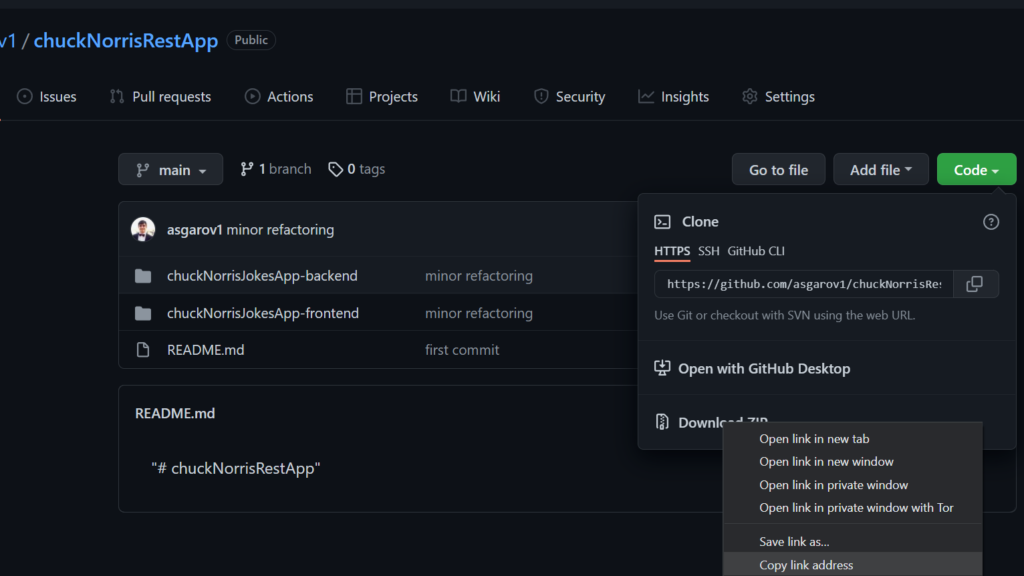 v1 / chuckNorrisRestApp Public
Issues Pull requests Actions Projects Wiki Security Insights Settings
main 1 branch 0 tags Go to file Add file Code
asgarov1 minor refactoring
chuckNorrisJokesApp-backend minor refactoring
chuckNorrisJokesApp-frontend minor refactoring
README.md first commit
README.md
"# chuckNorrisRestApp"
Clone
HTTPS SSH GitHub CLI
https://github.com/asgarov1/chuckNorrisRes
Use Git or checkout with SVN using the web URL.
Open with GitHub Desktop
Download ZIP
Open link in new tab
Open link in new window
Open link in private window
Open link in private window with Tor
Save link as...
Copy link address